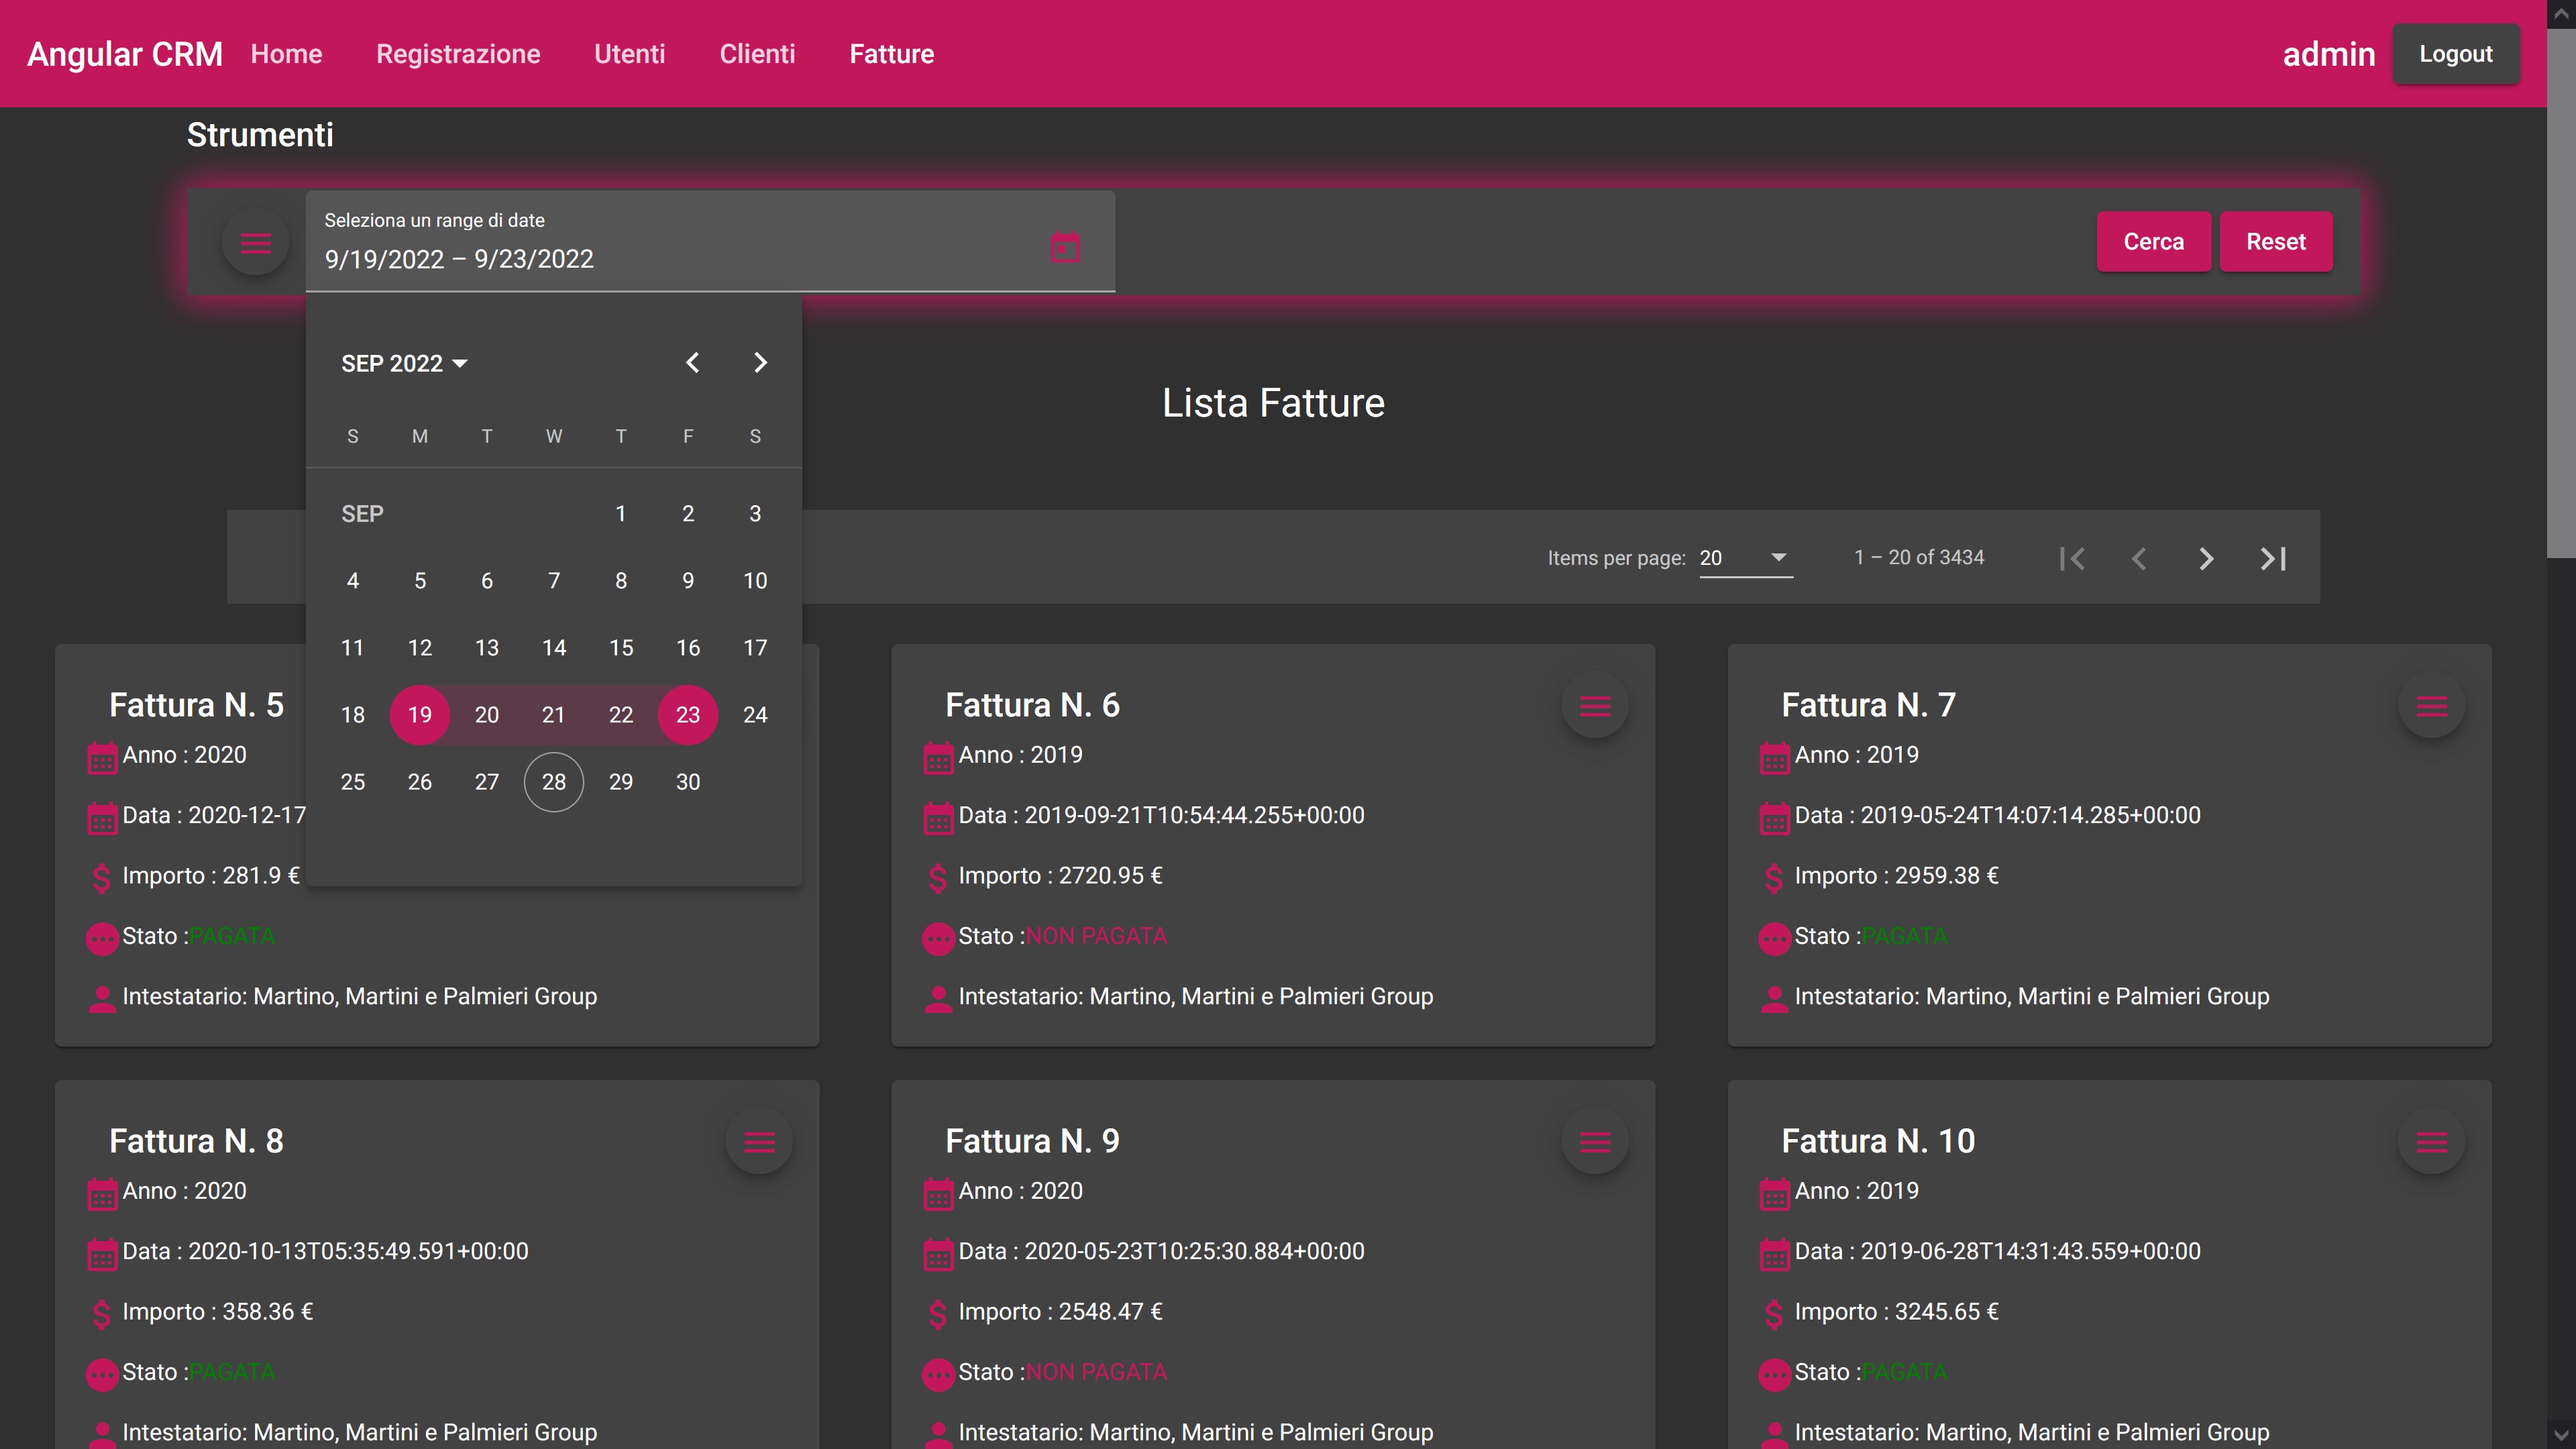 Angular CRM Home Registrazione Utenti Clienti Fatture admin Logout
Strumenti
Seleziona un range di date
9/19/2022 – 9/23/2022
Cerca Reset
SEP 2022
S M T W T F S
SEP 1 2 3
4 5 6 7 8 9 10
11 12 13 14 15 16 17
18 19 20 21 22 23 24
25 26 27 28 29 30
Lista Fatture
Items per page: 20 1 – 20 of 3434
Fattura N. 5
Anno : 2020
Data : 2020-12-17
Importo : 281.9 €
Stato :PAGATA
Intestatario: Martino, Martini e Palmieri Group
Fattura N. 6
Anno : 2019
Data : 2019-09-21T10:54:44.255+00:00
Importo : 2720.95 €
Stato :NON PAGATA
Intestatario: Martino, Martini e Palmieri Group
Fattura N. 7
Anno : 2019
Data : 2019-05-24T14:07:14.285+00:00
Importo : 2959.38 €
Stato :PAGATA
Intestatario: Martino, Martini e Palmieri Group
Fattura N. 8
Anno : 2020
Data : 2020-10-13T05:35:49.591+00:00
Importo : 358.36 €
Stato :PAGATA
Intestatario: Martino, Martini e Palmieri Group
Fattura N. 9
Anno : 2020
Data : 2020-05-23T10:25:30.884+00:00
Importo : 2548.47 €
Stato :NON PAGATA
Intestatario: Martino, Martini e Palmieri Group
Fattura N. 10
Anno : 2019
Data : 2019-06-28T14:31:43.559+00:00
Importo : 3245.65 €
Stato :PAGATA
Intestatario: Martino, Martini e Palmieri Group